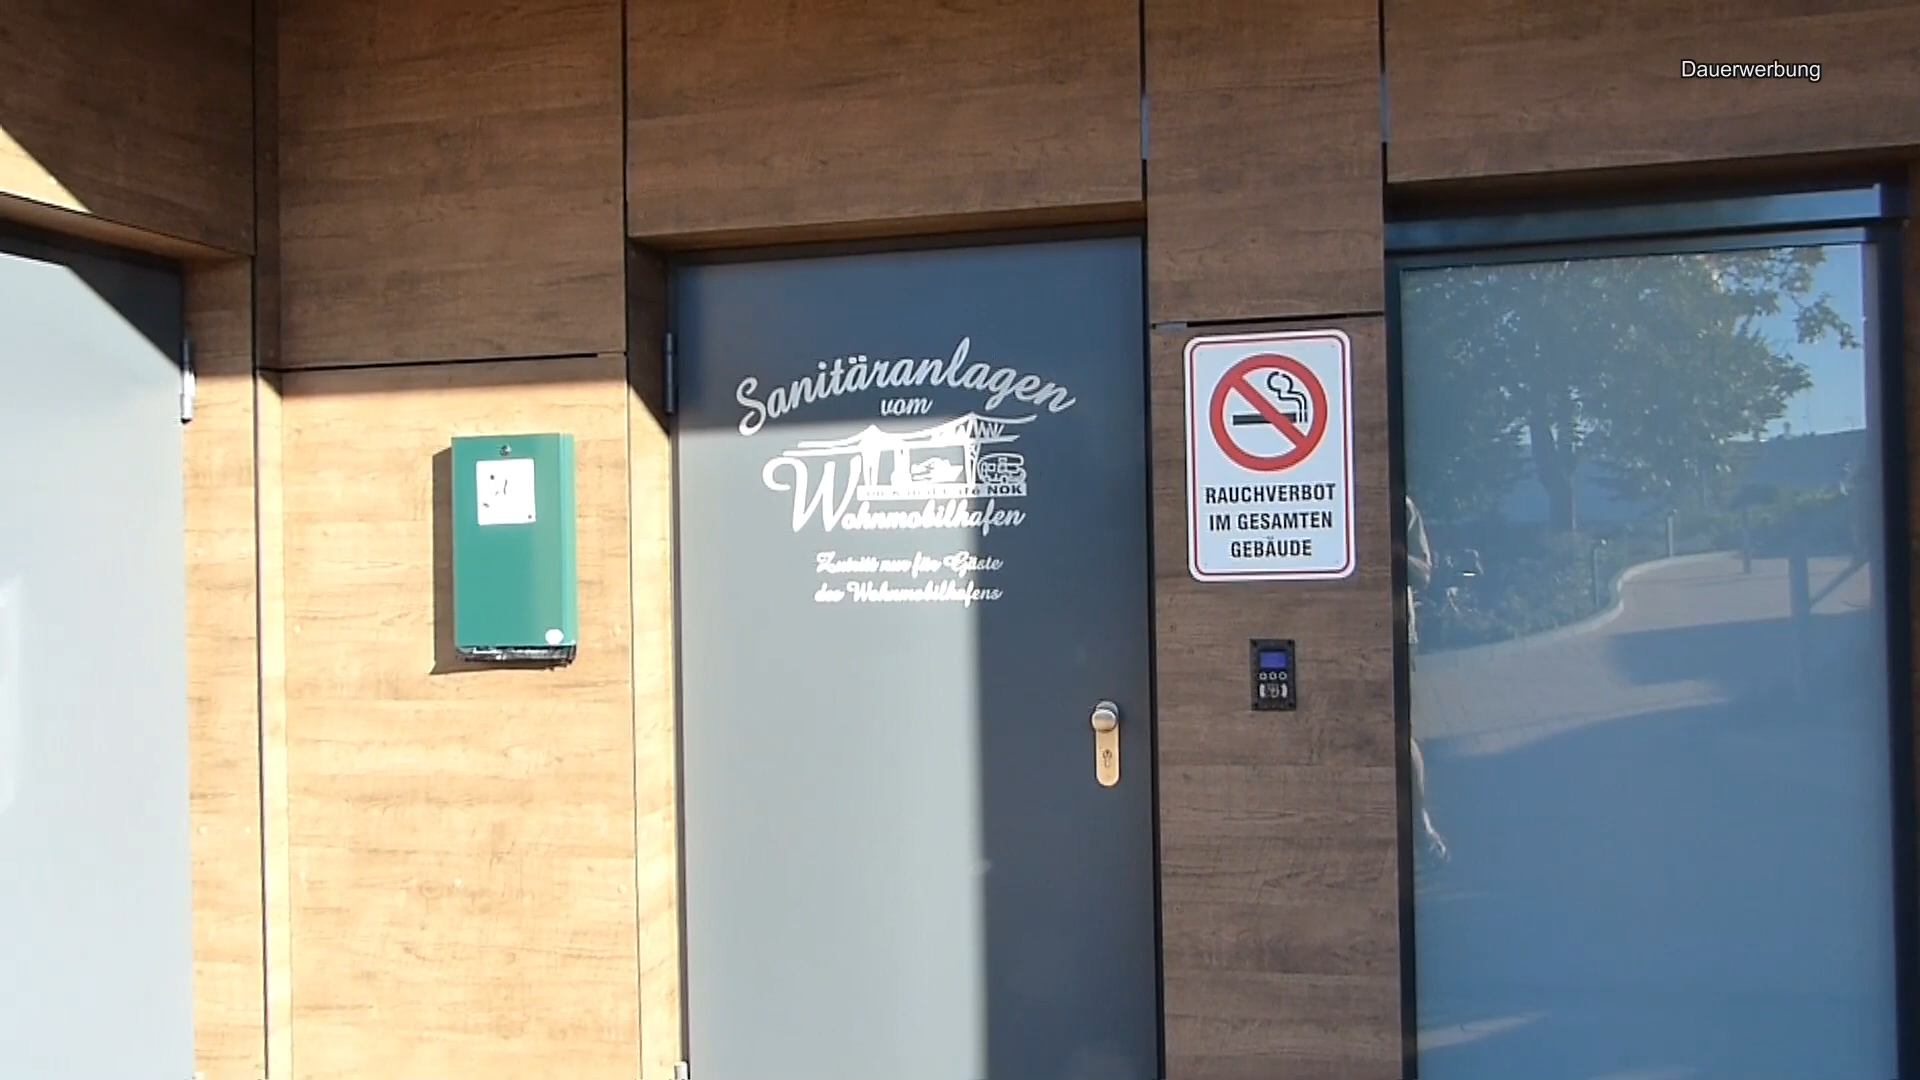 Dauerwerbung
Sanitäranlagen
vom
NOK
Wohnmobilhafen
Zutritt nur für Gäste
des Wohnmobilhafens
RAUCHVERBOT
IM GESAMTEN
GEBÄUDE